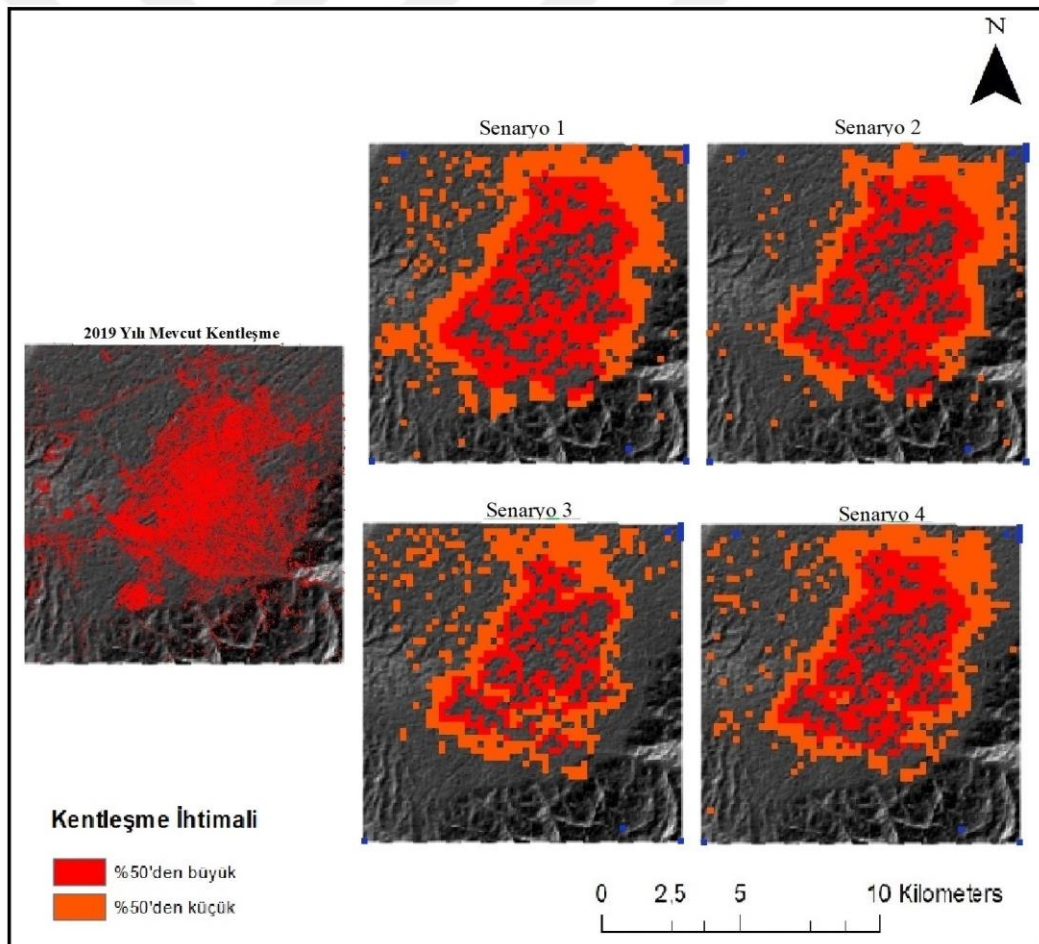 N
Senaryo 1
Senaryo 2
2019 Yılı Mevcut Kentleşme
Senaryo 3
Senaryo 4
Kentleşme İhtimali
%50'den büyük
%50'den küçük
0 2,5 5 10 Kilometers